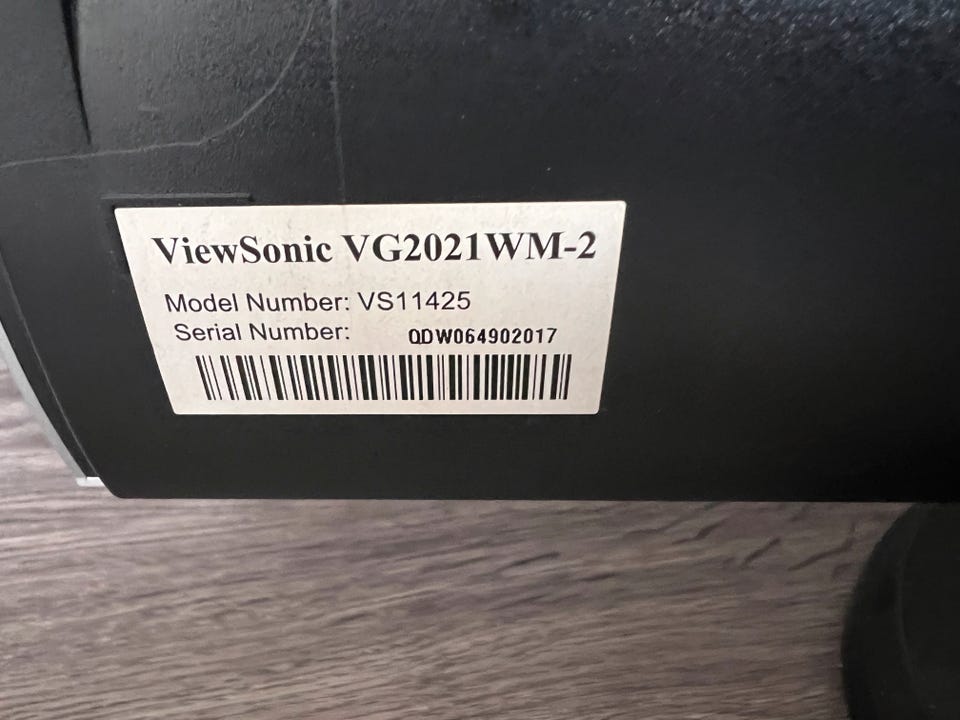 ViewSonic VG2021WM-2
Model Number: VS11425
Serial Number: QDW064902017